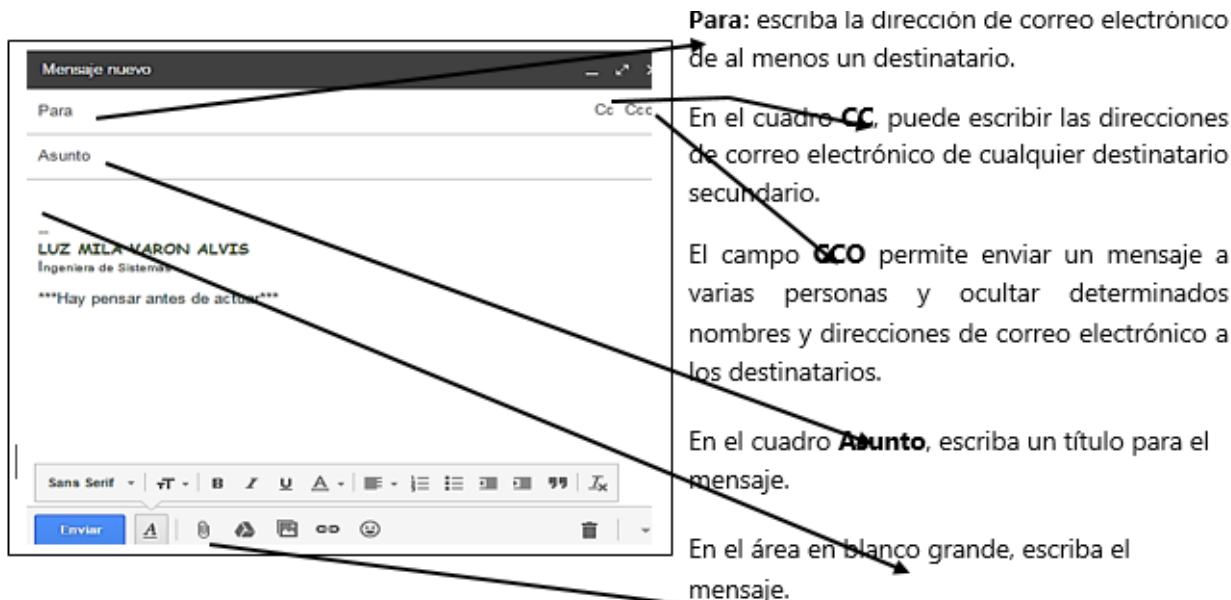 Mensaje nuevo
Para
Cc Ccc
Asunto
--
LUZ MILA VARON ALVIS
Ingeniera de Sistemas
***Hay pensar antes de actuar***
Sans Serif
Enviar
Para: escriba la dirección de correo electrónico
de al menos un destinatario.
En el cuadro CC, puede escribir las direcciones
de correo electrónico de cualquier destinatario
secundario.
El campo CCO permite enviar un mensaje a
varias personas y ocultar determinados
nombres y direcciones de correo electrónico a
los destinatarios.
En el cuadro Asunto, escriba un título para el
mensaje.
En el área en blanco grande, escriba el
mensaje.